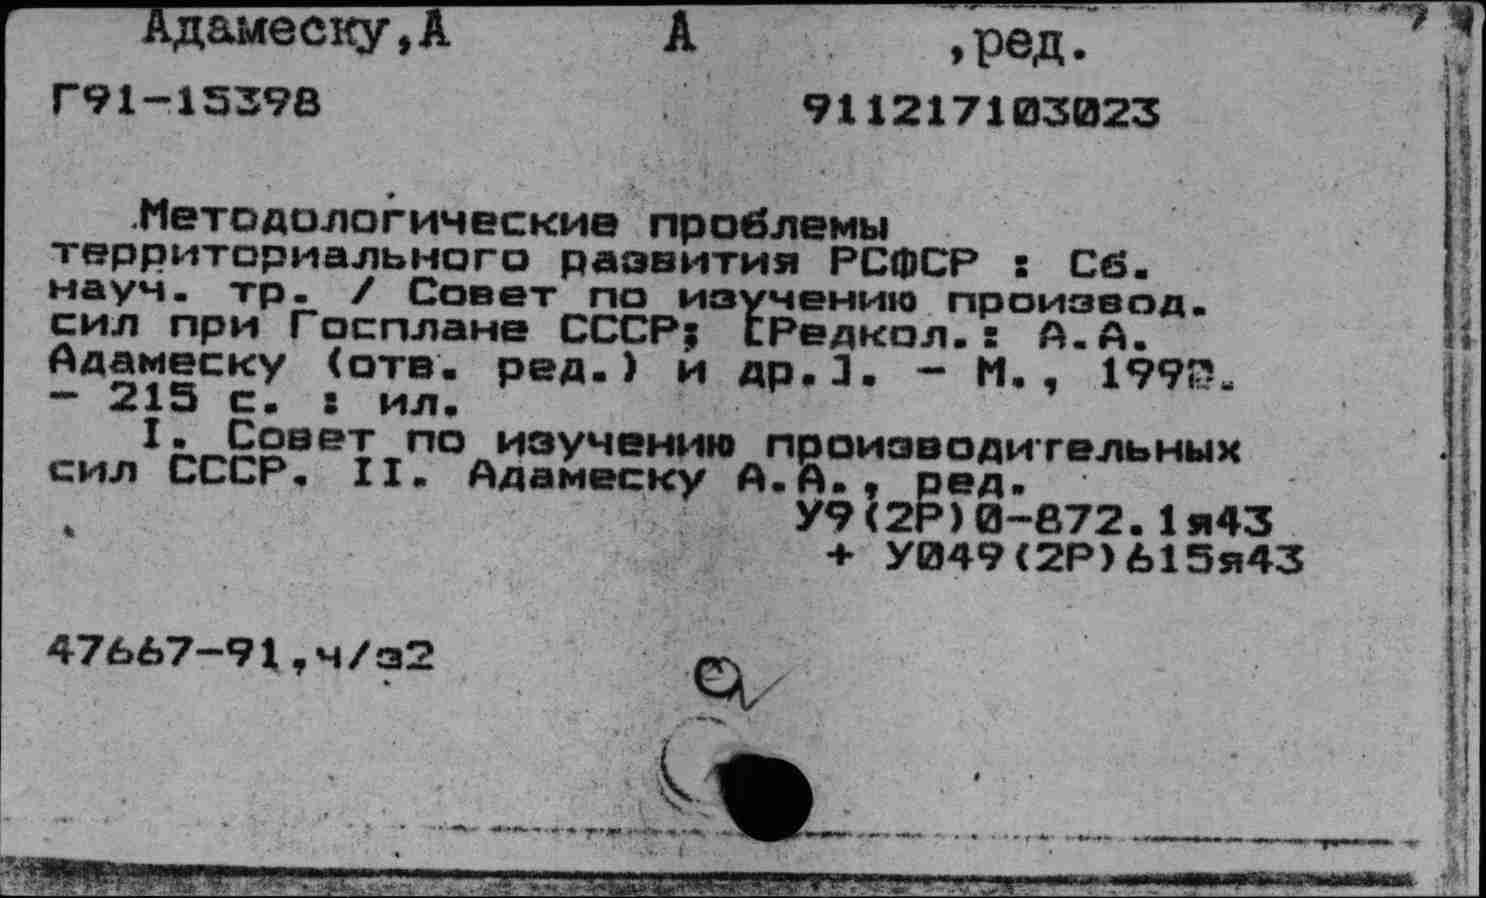 Адамеску,А А ,ред.
Г91-15398 911217103023
Методологические проблемы
территориального развития РСФСР : Сб.
науч. тр. / Совет по изучению производ.
сил при Госплане СССР; [Редкол.: А.А.
Адамеску (отв. ред.) и др.]. - М.,
- 215 с. : ил.
I. Совет по изучению производительных
сил СССР. II. Адамеску А.А., ред.
У9(2Р)0-872.1я43
+ У049(2Р)615я43
47667-91,ч/з2